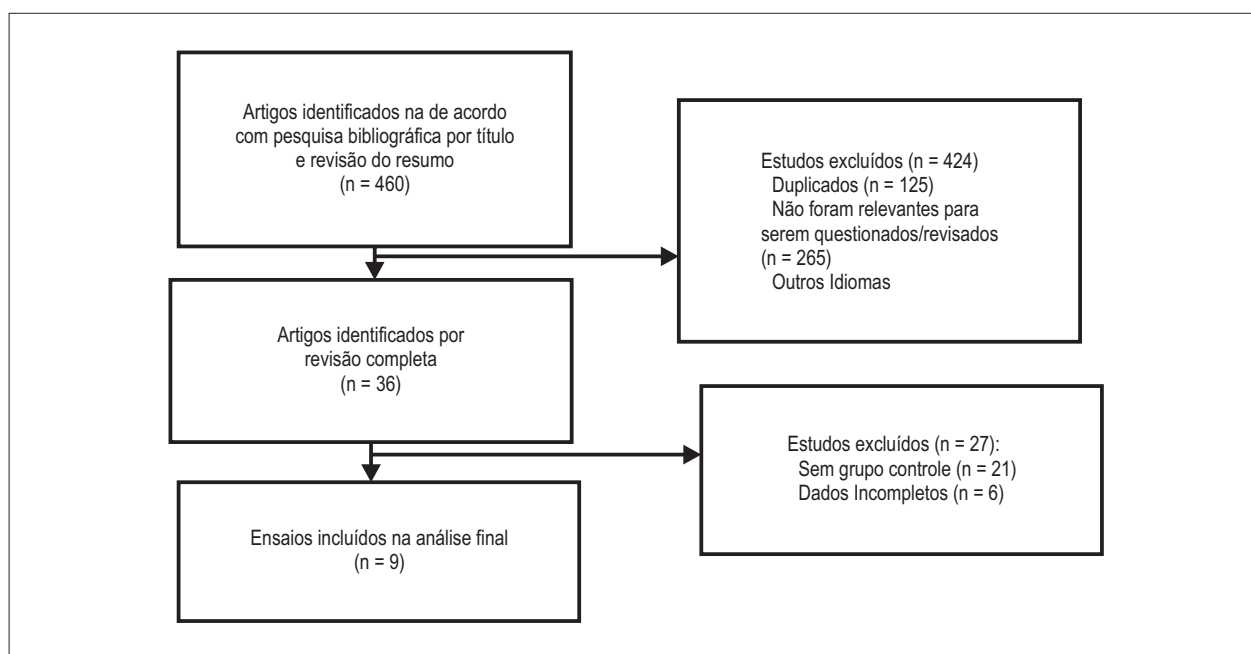 Artigos identificados na de acordo
com pesquisa bibliográfica por título
e revisão do resumo
(n = 460)
Estudos excluídos (n = 424)
Duplicados (n = 125)
Não foram relevantes para
serem questionados/revisados
(n = 265)
Outros Idiomas
Artigos identificados por
revisão completa
(n = 36)
Estudos excluídos (n = 27):
Sem grupo controle (n = 21)
Dados Incompletos (n = 6)
Ensaios incluídos na análise final
(n = 9)